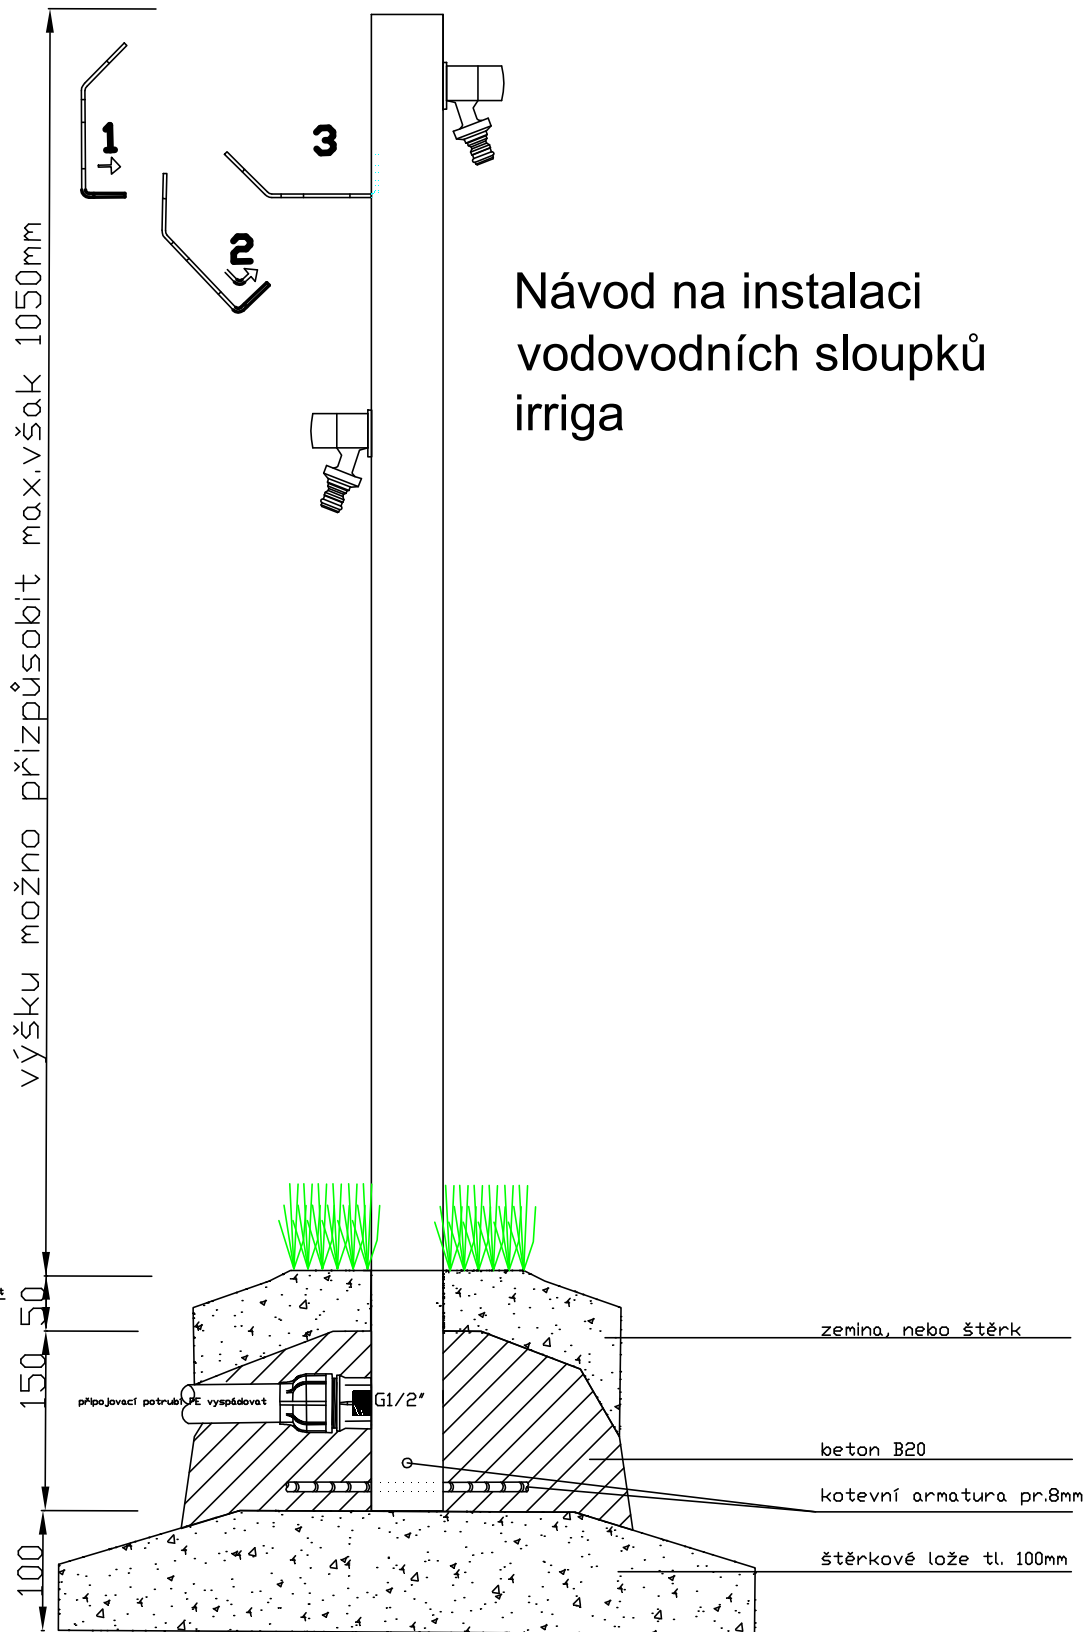 1
3
2
Návod na instalaci
vodovodních sloupků
irriga
výšku možno přizpůsobit max.však 1050mm
50
150
100
připojovací potrubí PE vyspádovat
G1/2"
zemina, nebo štěrk
beton B20
kotevní armatura pr.8mm
štěrkové lože tl. 100mm